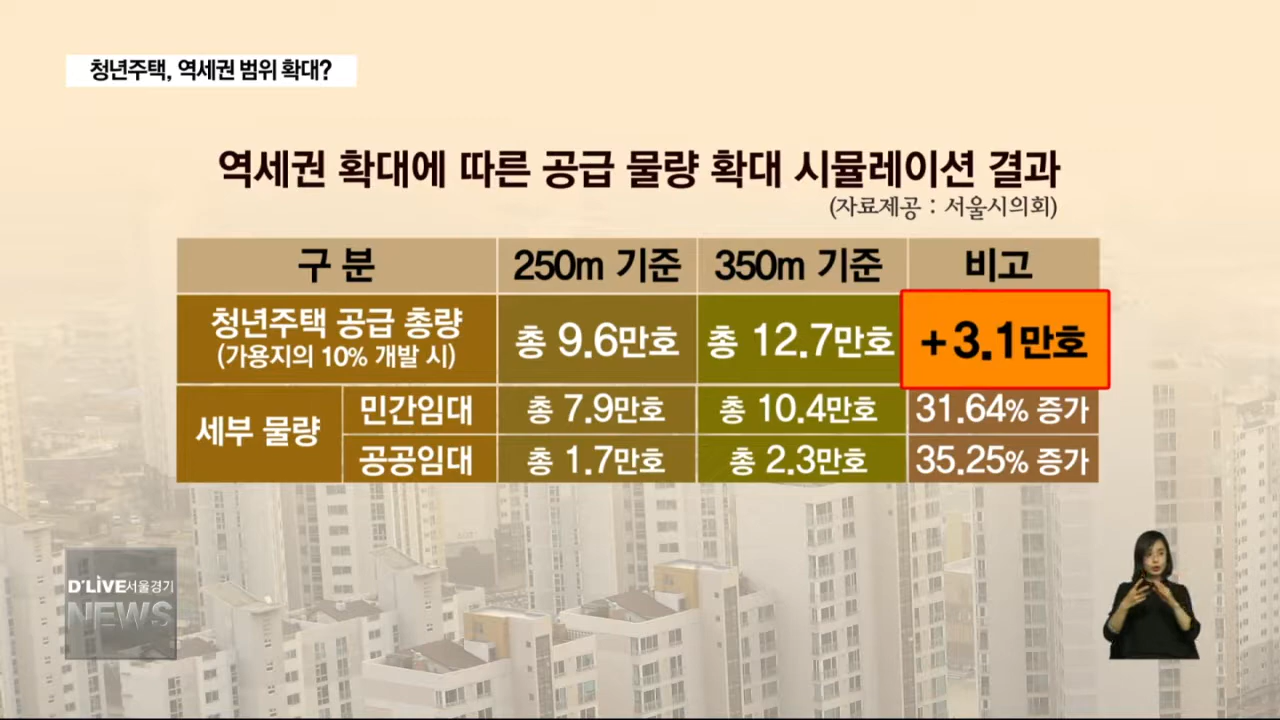 청년주택, 역세권 범위 확대?
역세권 확대에 따른 공급 물량 확대 시뮬레이션 결과
(자료제공 : 서울시의회)
구 분 250m 기준 350m 기준 비고
청년주택 공급 총량
(가용지의 10% 개발 시)
총 9.6만호 총 12.7만호 +3.1만호
세부 물량
민간임대 총 7.9만호 총 10.4만호 31.64% 증가
공공임대 총 1.7만호 총 2.3만호 35.25% 증가
D'LIVE서울경기
NEWS